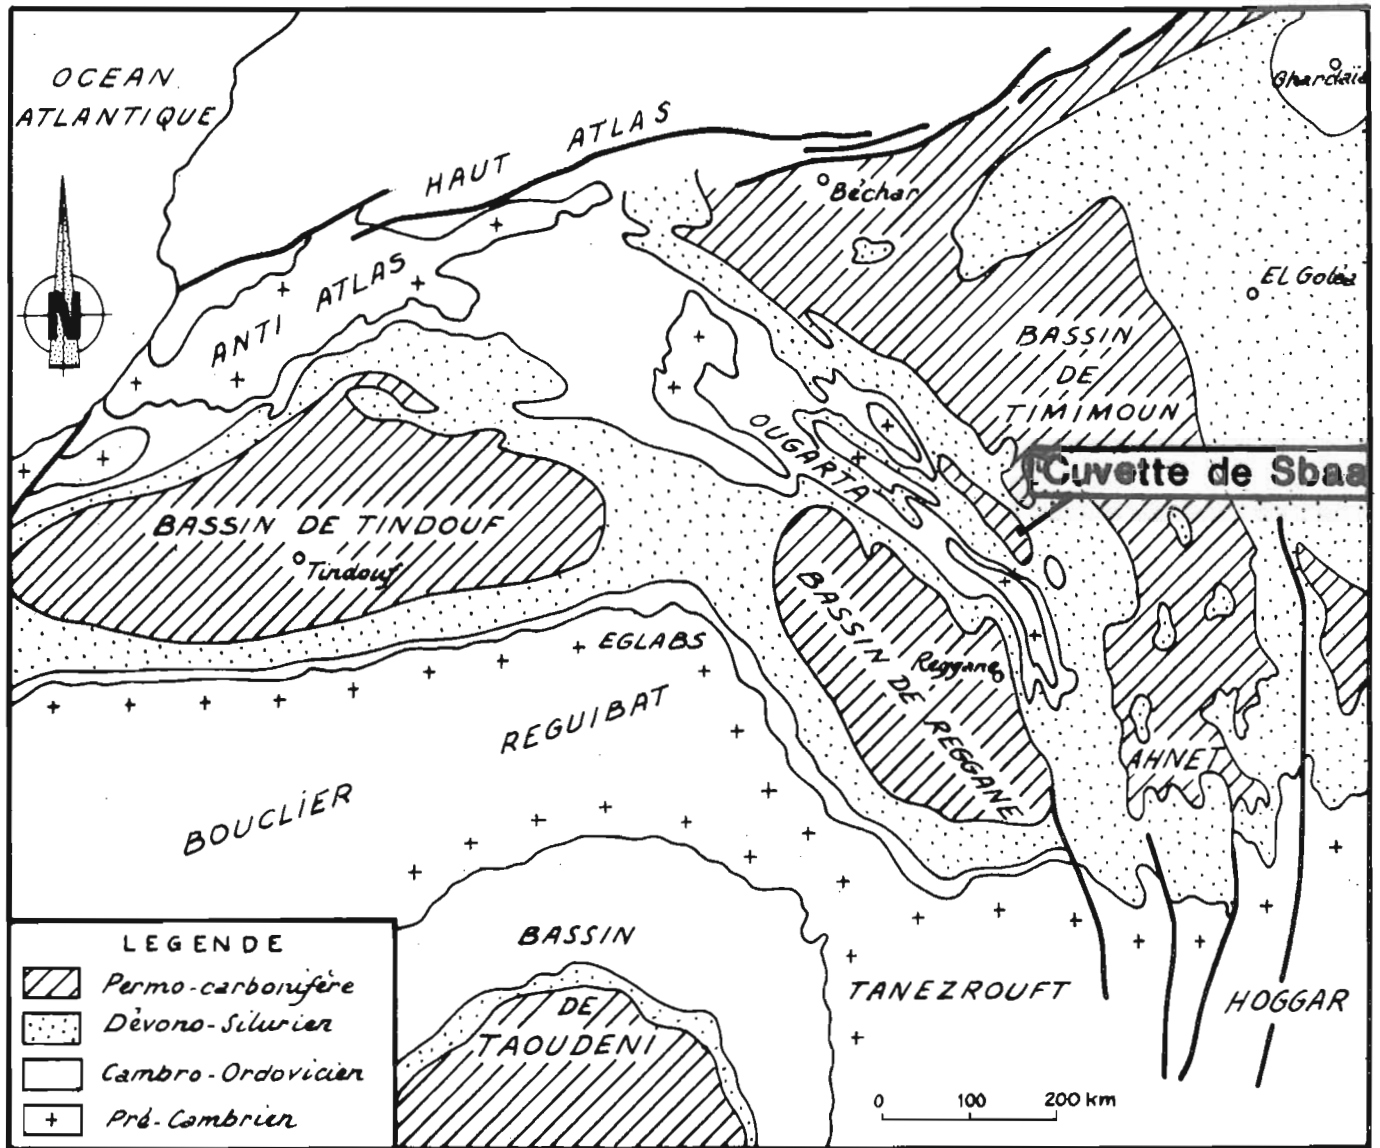 OCEAN
ATLANTIQUE
HAUT ATLAS
ANTI ATLAS
N
Ghardaïa
Béchar
EL Goléa
BASSIN
DE
TIMIMOUN
OUGARTA
Cuvette de Sbaa
BASSIN DE TINDOUF
Tindouf
BASSIN DE REGGANE
Reggane
EGLABS
REGUIBAT
BOUCLIER
AHNET
BASSIN
DE
TAOUDENI
TANEZROUFT
HOGGAR
0 100 200 km
LEGENDE
Permo-carbonifère
Dévono-Silurien
Cambro-Ordovicien
Pré-Cambrien